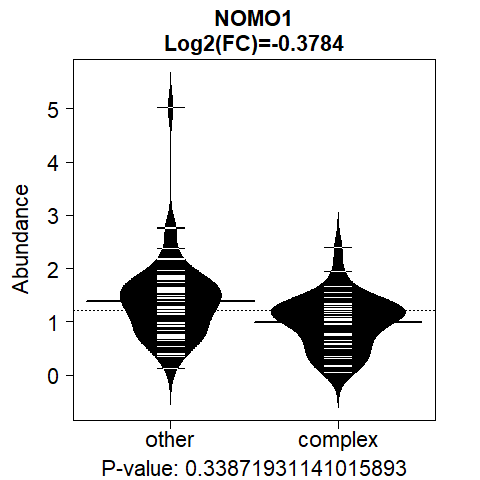 NOMO1
Log2(FC)=-0.3784
Abundance
5
4
3
2
1
0
other complex
P-value: 0.33871931141015893